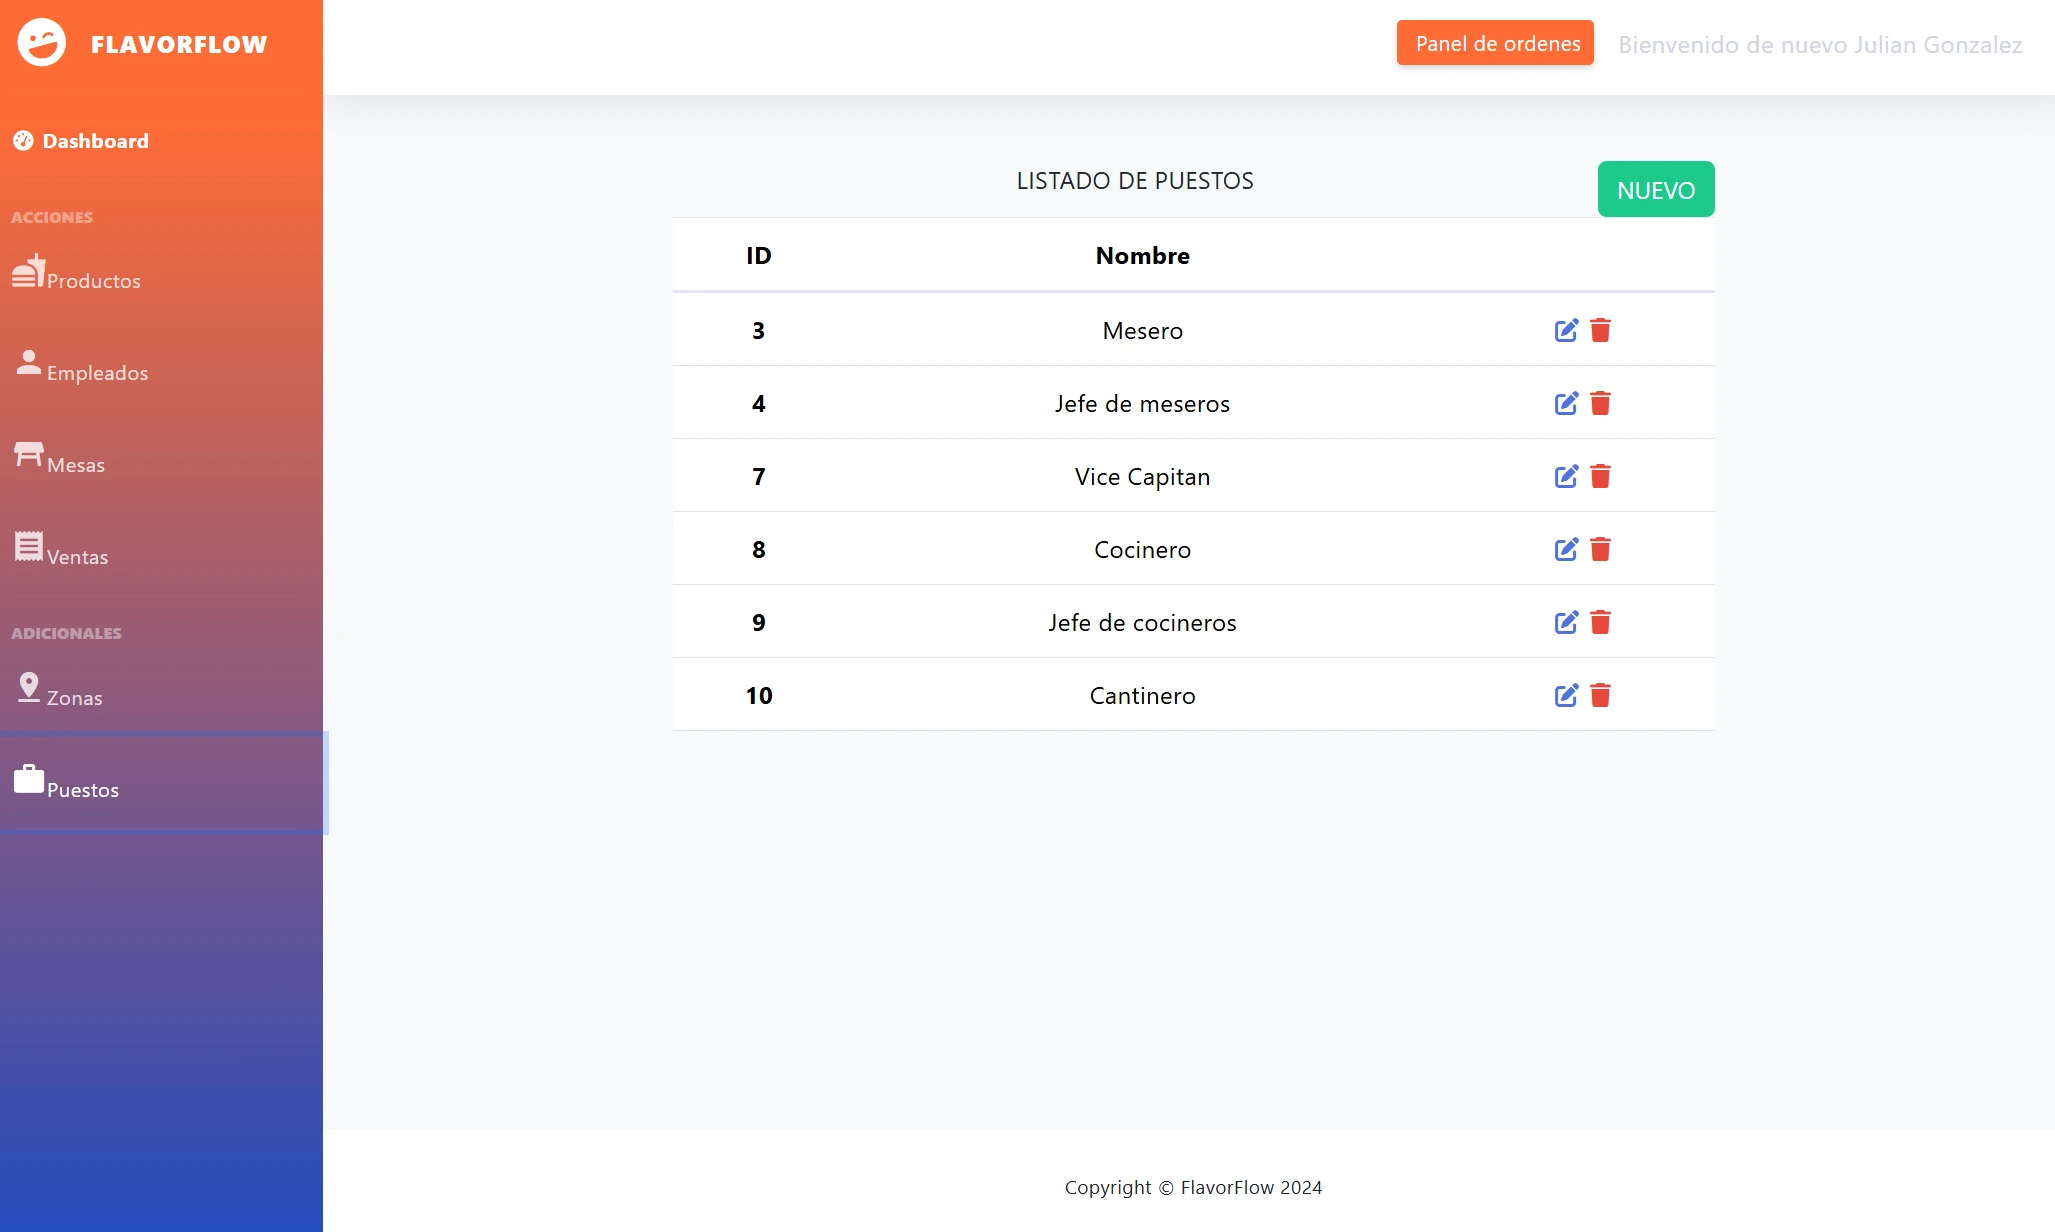 FLAVORFLOW
Panel de ordenes
Bienvenido de nuevo Julian Gonzalez
Dashboard
ACCIONES
Productos
Empleados
Mesas
Ventas
ADICIONALES
Zonas
Puestos
LISTADO DE PUESTOS
NUEVO
ID Nombre
3 Mesero
4 Jefe de meseros
7 Vice Capitan
8 Cocinero
9 Jefe de cocineros
10 Cantinero
Copyright © FlavorFlow 2024